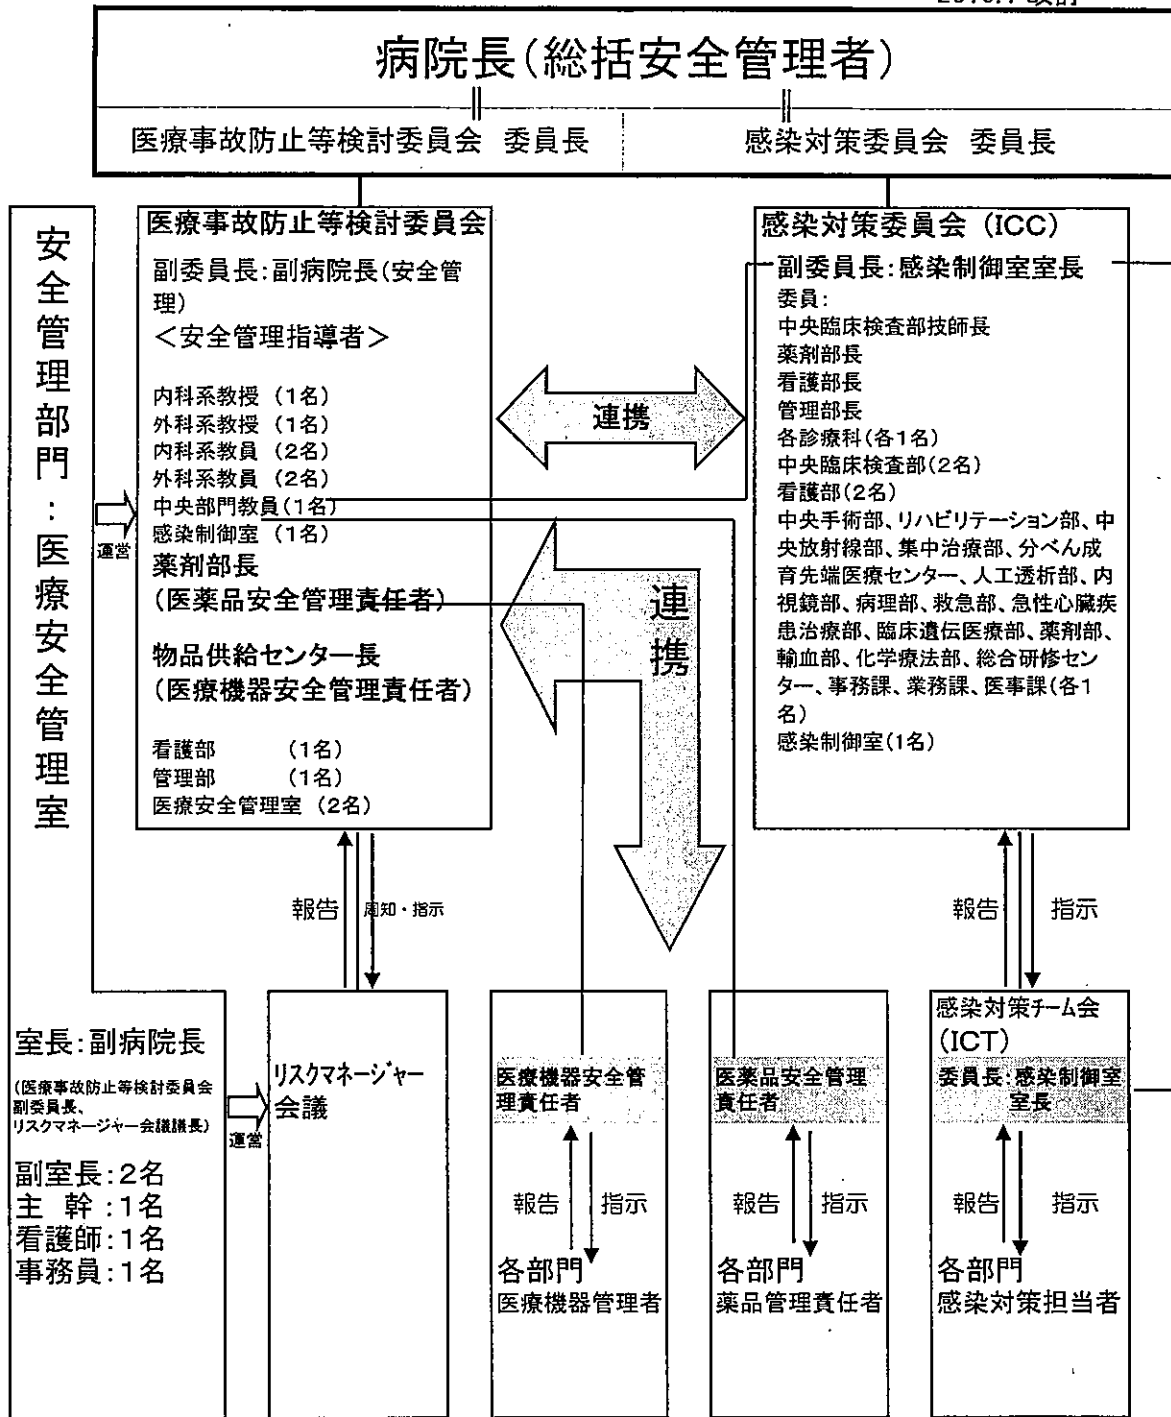 病院長(総括安全管理者)
医療事故防止等検討委員会 委員長
感染対策委員会 委員長
安全管理部門:医療安全管理室
医療事故防止等検討委員会
副委員長:副病院長(安全管
理)
<安全管理指導者>
内科系教授 (1名)
外科系教授 (1名)
内科系教員 (2名)
外科系教員 (2名)
中央部門教員(1名)
感染制御室 (1名)
薬剤部長
(医薬品安全管理責任者)
物品供給センター長
(医療機器安全管理責任者)
看護部 (1名)
管理部 (1名)
医療安全管理室 (2名)
運営
連携
連携
感染対策委員会 (ICC)
副委員長:感染制御室室長
委員:
中央臨床検査部技師長
薬剤部長
看護部長
管理部長
各診療科(各1名)
中央臨床検査部(2名)
看護部(2名)
中央手術部、リハビリテーション部、中
央放射線部、集中治療部、分べん成
育先端医療センター、人工透析部、内
視鏡部、病理部、救急部、急性心臓疾
患治療部、臨床遺伝医療部、薬剤部、
輸血部、化学療法部、総合研修セン
ター、事務課、業務課、医事課(各1
名)
感染制御室(1名)
報告
周知・指示
報告
指示
室長:副病院長
(医療事故防止等検討委員会
副委員長、
リスクマネージャー会議議長)
副室長:2名
主 幹:1名
看護師:1名
事務員:1名
運営
リスクマネージャー
会議
医療機器安全管
理責任者
報告
指示
各部門
医療機器管理者
医薬品安全管理
責任者
報告
指示
各部門
薬品管理責任者
感染対策チーム会
(ICT)
委員長:感染制御室
室長
報告
指示
各部門
感染対策担当者